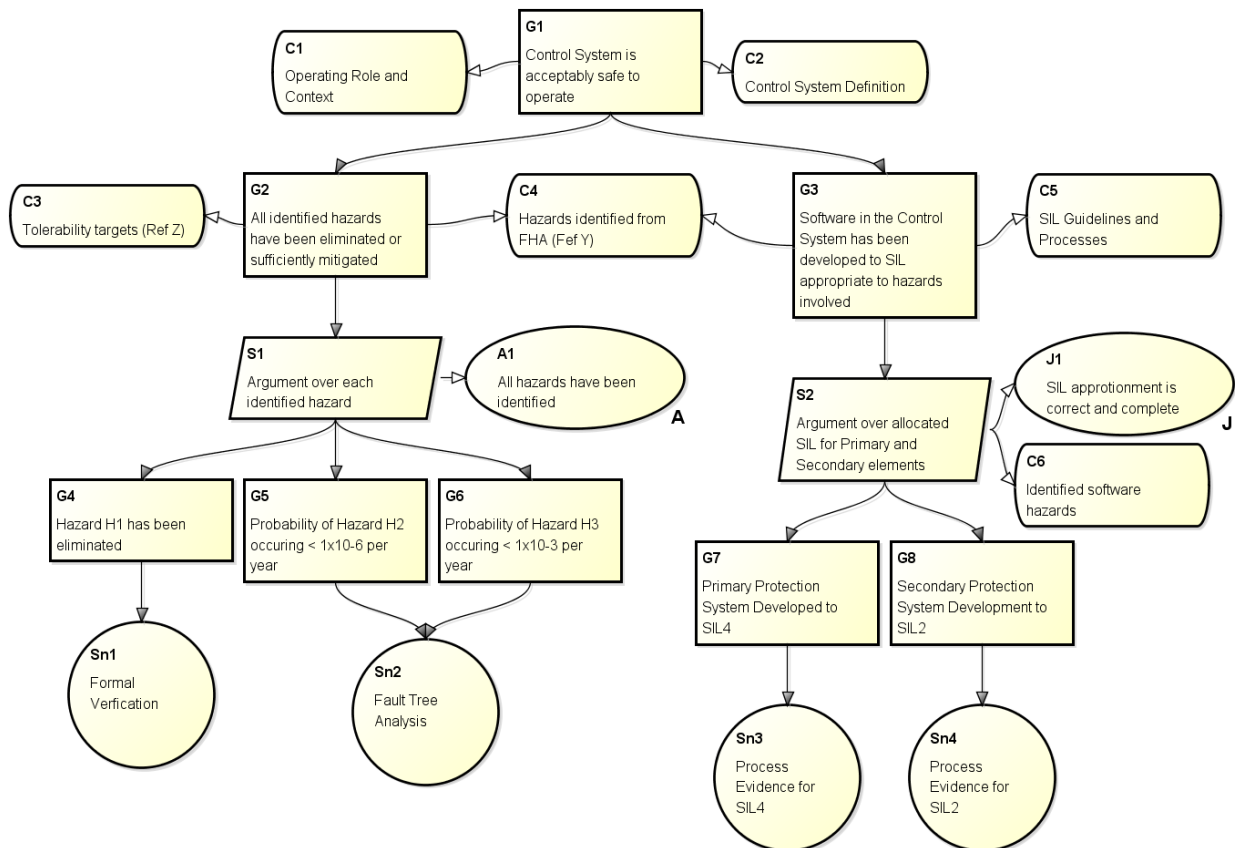 G1
Control System is
acceptably safe to
operate
C1
Operating Role and
Context
C2
Control System Definition
G2
All identified hazards
have been eliminated or
sufficiently mitigated
C3
Tolerability targets (Ref Z)
C4
Hazards identified from
FHA (Fef Y)
G3
Software in the Control
System has been
developed to SIL
appropriate to hazards
involved
C5
SIL Guidelines and
Processes
S1
Argument over each
identified hazard
A1
All hazards have been
identified
A
S2
Argument over allocated
SIL for Primary and
Secondary elements
J1
SIL approtionment is
correct and complete
J
C6
Identified software
hazards
G4
Hazard H1 has been
eliminated
G5
Probability of Hazard H2
occuring < 1x10-6 per
year
G6
Probability of Hazard H3
occuring < 1x10-3 per
year
G7
Primary Protection
System Developed to
SIL4
G8
Secondary Protection
System Development to
SIL2
Sn1
Formal
Verfication
Sn2
Fault Tree
Analysis
Sn3
Process
Evidence for
SIL4
Sn4
Process
Evidence for
SIL2